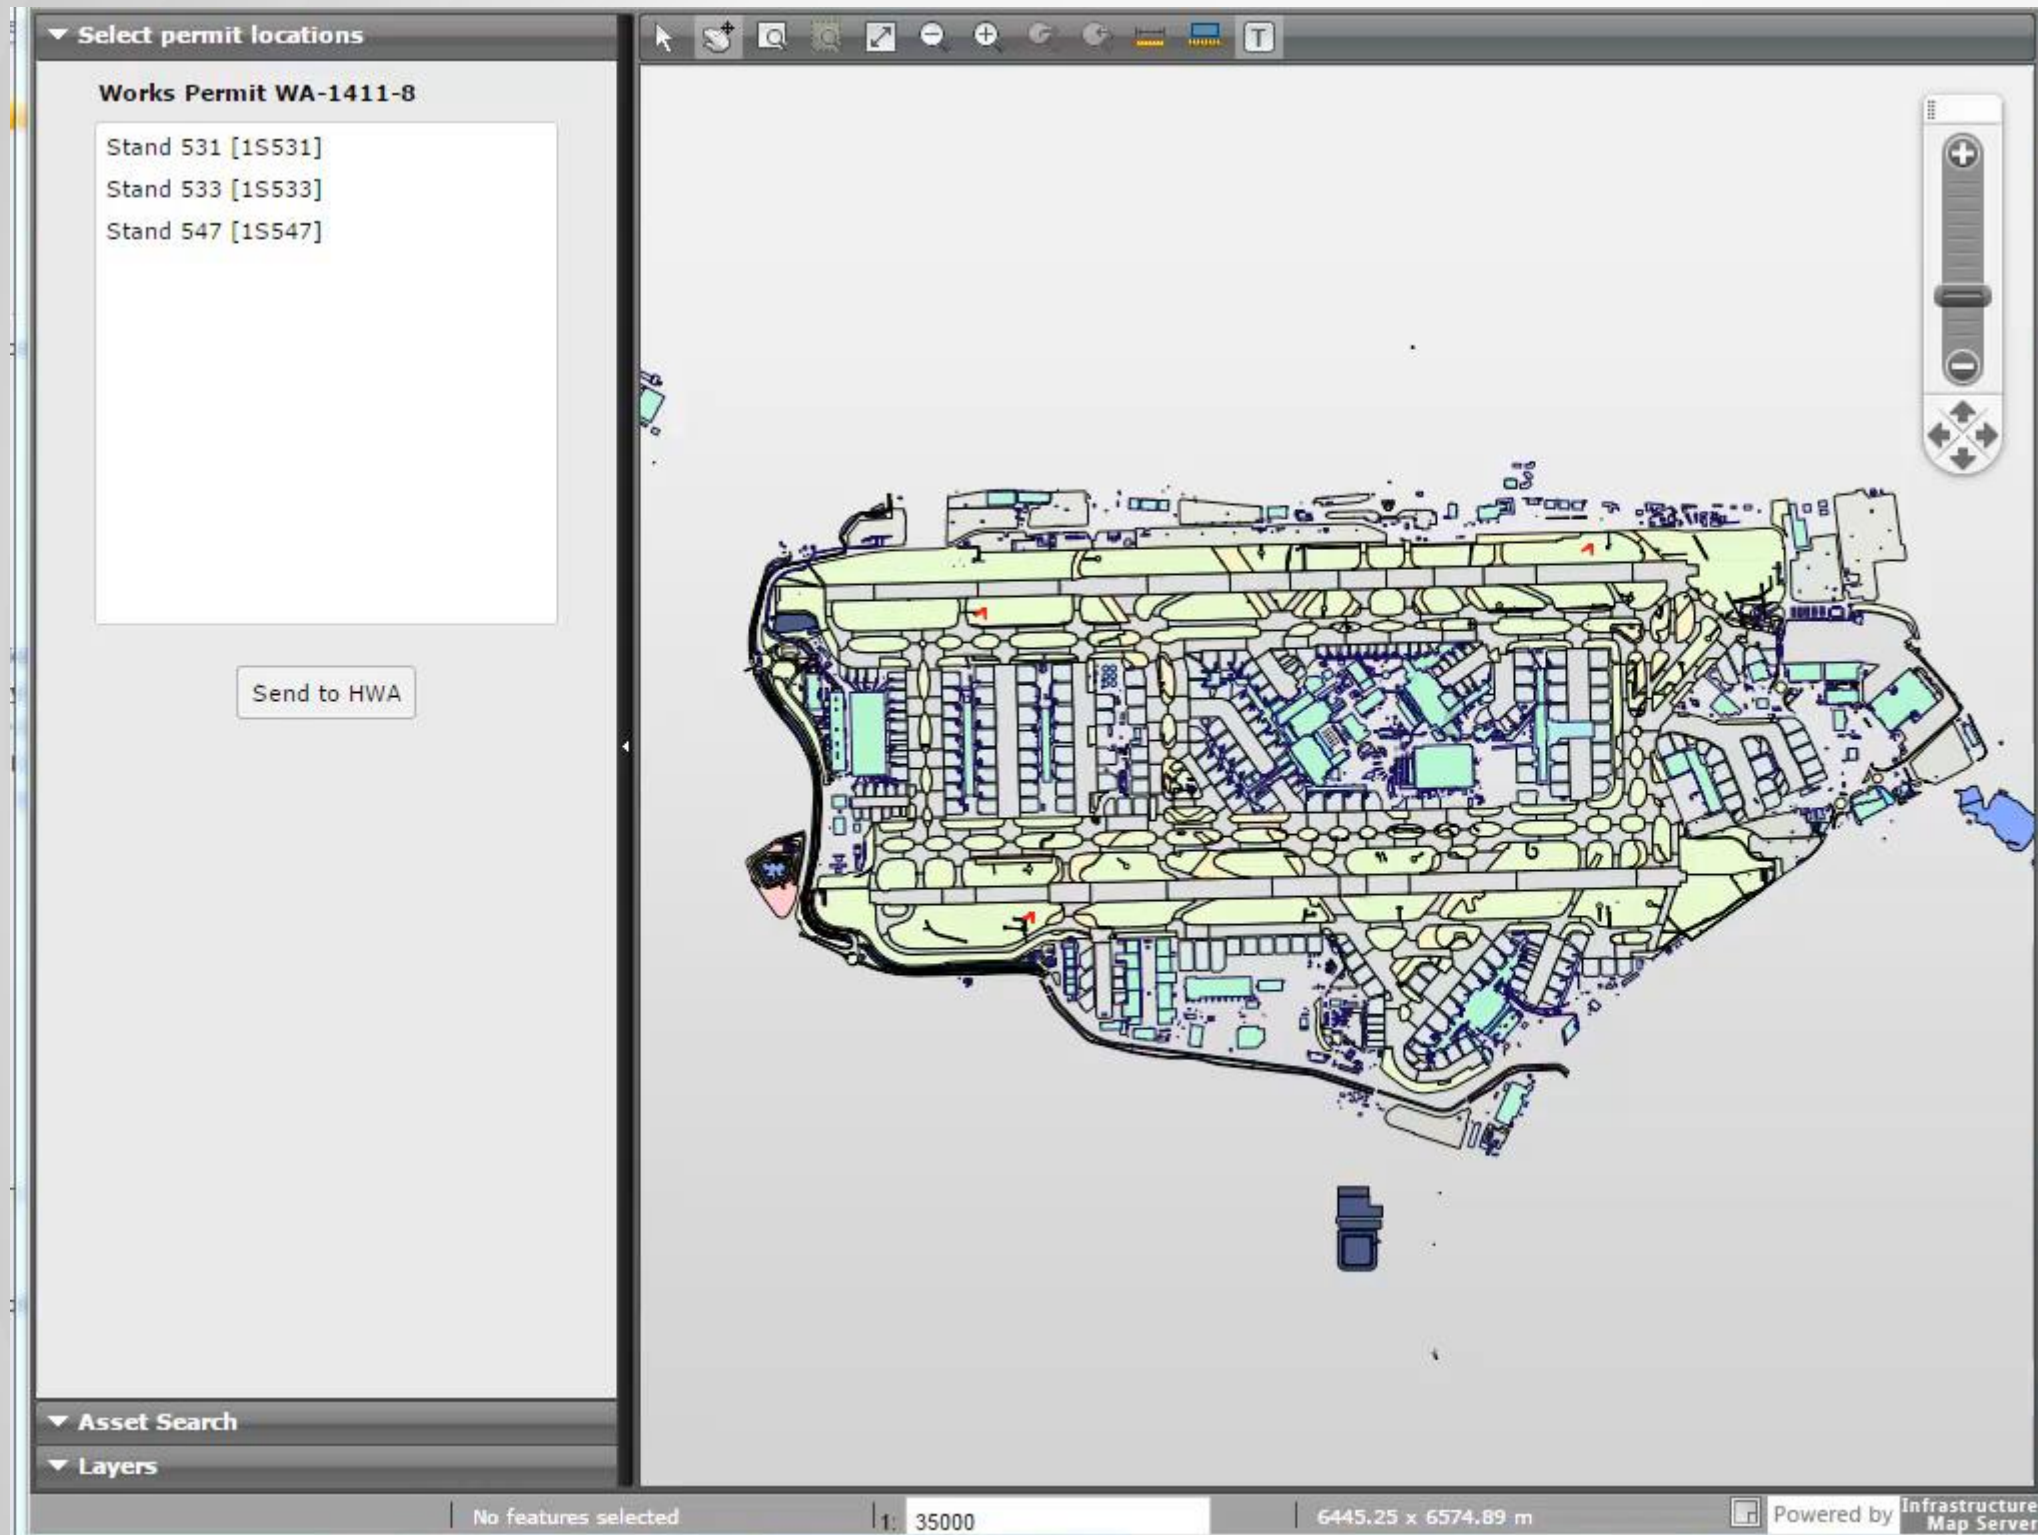 Select permit locations
Works Permit WA-1411-8
Stand 531 [1S531]
Stand 533 [1S533]
Stand 547 [1S547]
Send to HWA
Asset Search
Layers
T
No features selected
1: 35000
6445.25 x 6574.89 m
Powered by
Infrastructure
Map Server